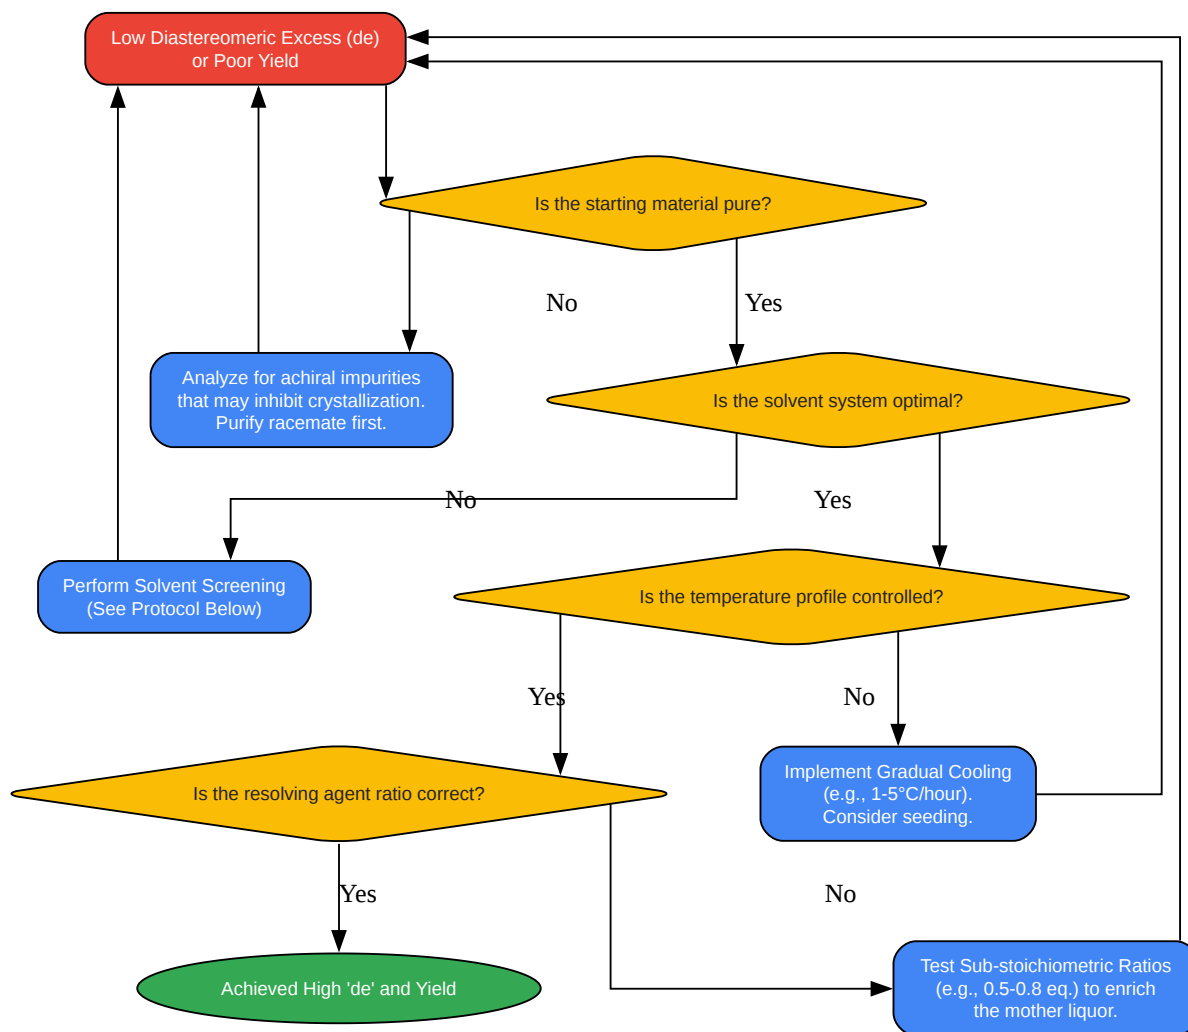 Low Diastereomeric Excess (de)
or Poor Yield
Is the starting material pure?
No
Yes
Analyze for achiral impurities
that may inhibit crystallization.
Purify racemate first.
Is the solvent system optimal?
No
Yes
Perform Solvent Screening
(See Protocol Below)
Is the temperature profile controlled?
Yes
No
Implement Gradual Cooling
(e.g., 1-5°C/hour).
Consider seeding.
Is the resolving agent ratio correct?
Yes
No
Achieved High 'de' and Yield
Test Sub-stoichiometric Ratios
(e.g., 0.5-0.8 eq.) to enrich
the mother liquor.